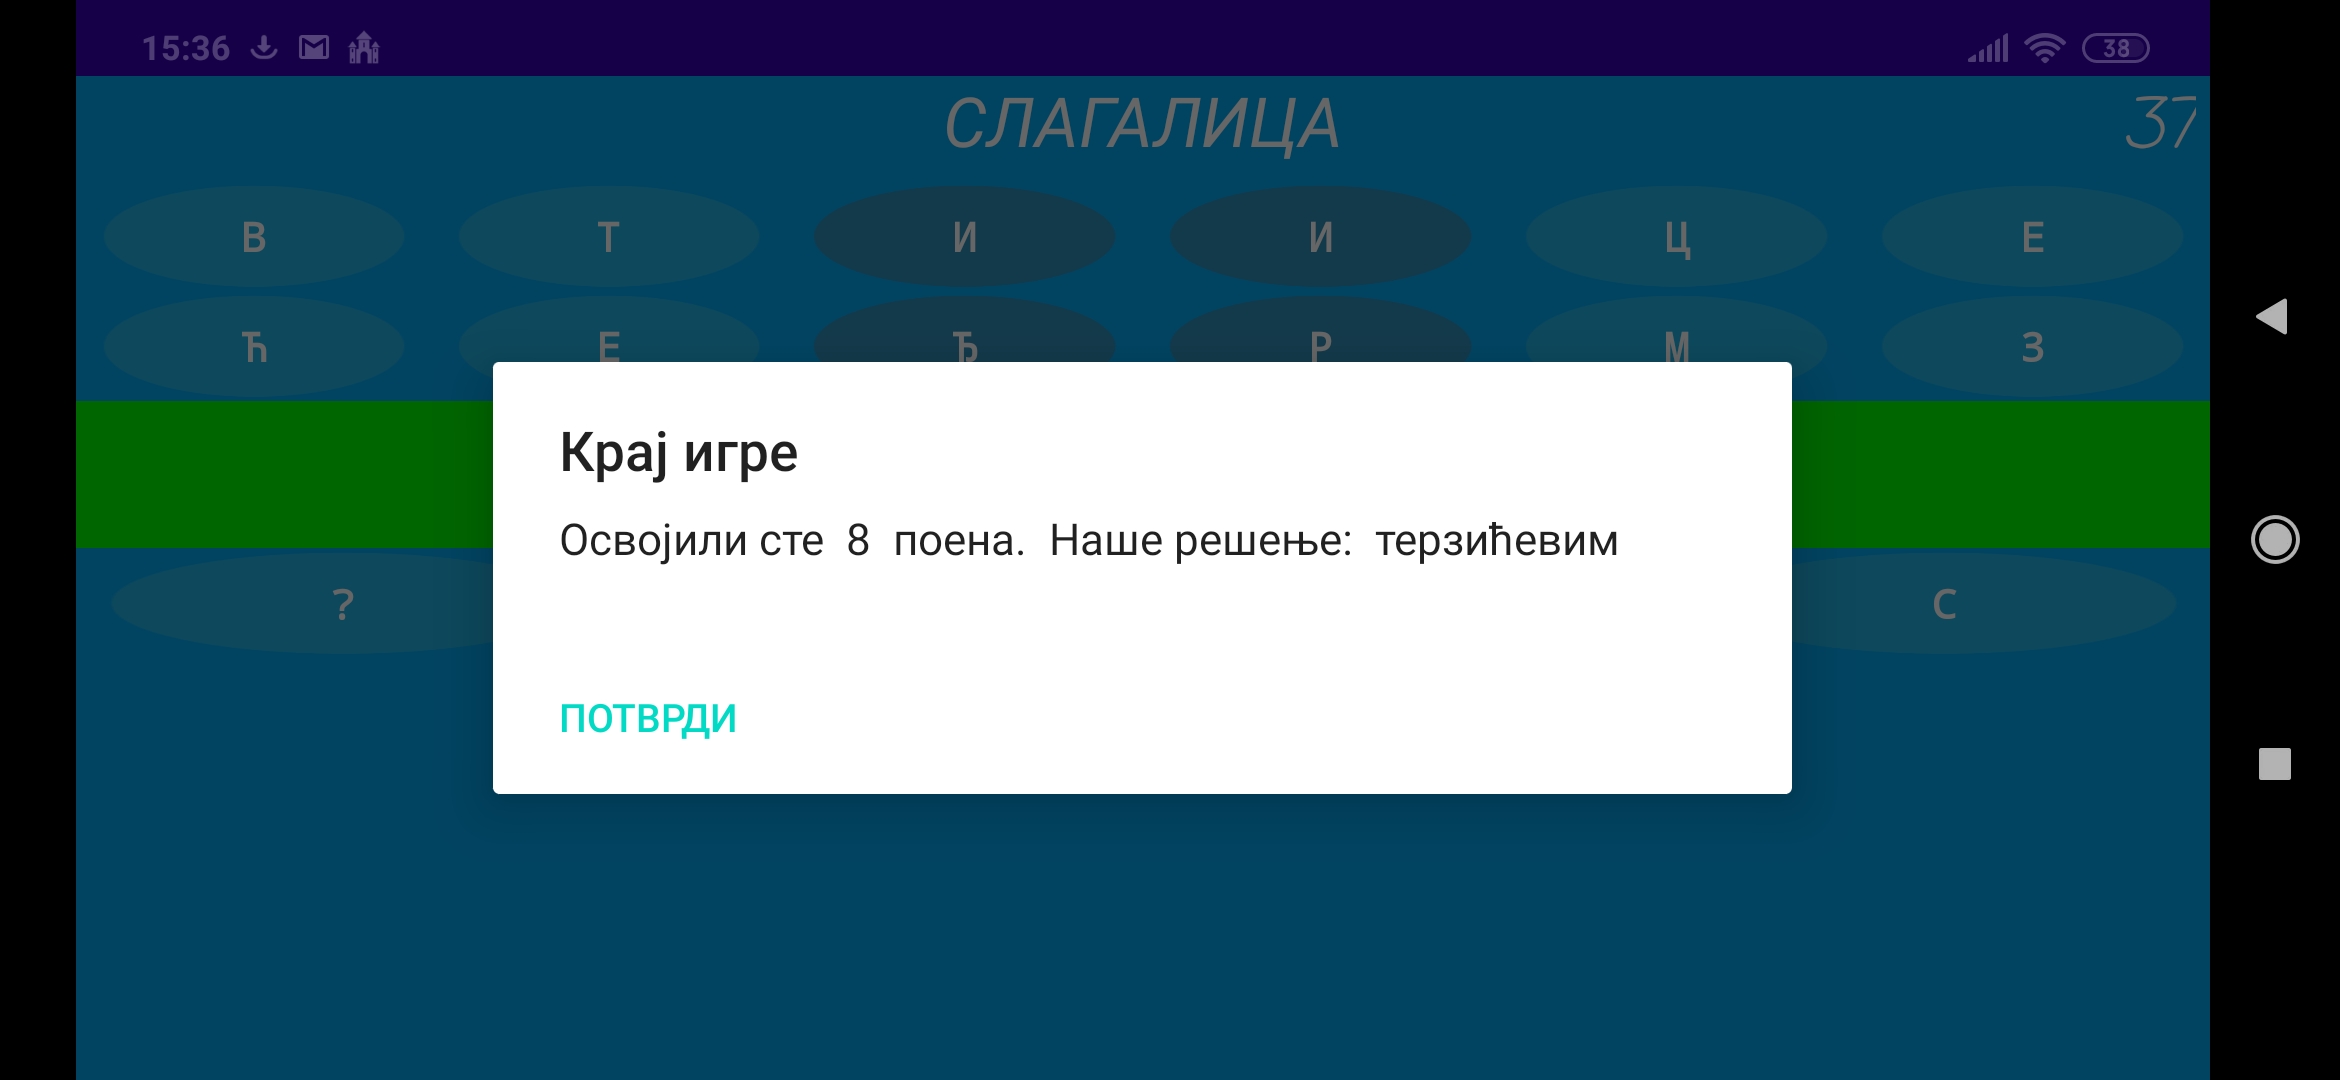 15:36 38
СЛАГАЛИЦА 37
В Т И И Ц Е
Ћ Е Ђ Р М З
Крај игре
Освојили сте 8 поена. Наше решење: терзићевим
? С
ПОТВРДИ